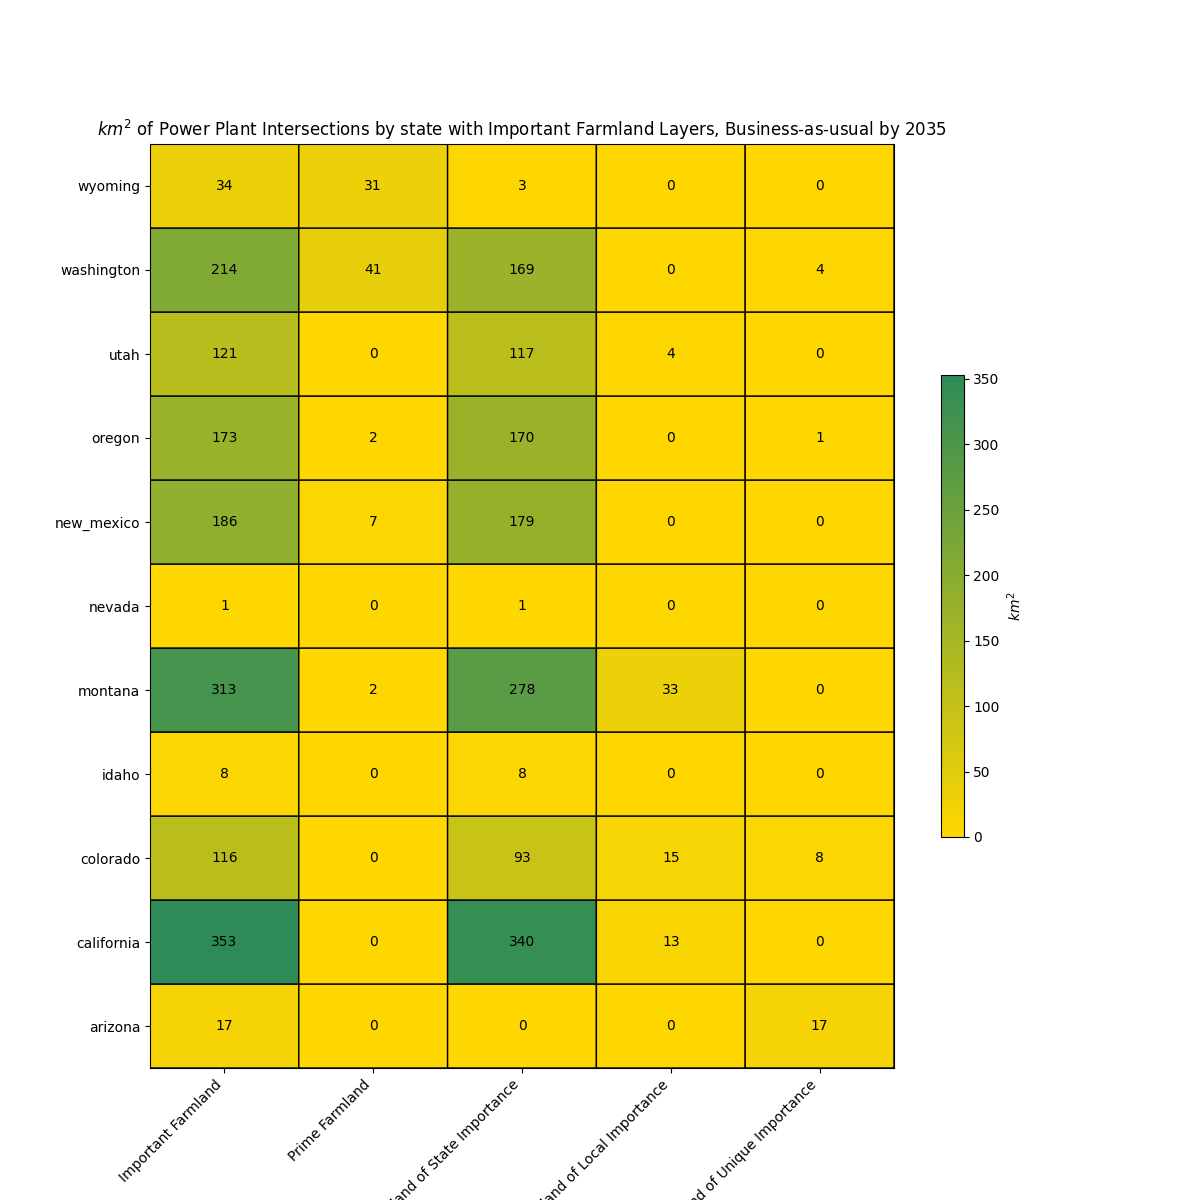 km² of Power Plant Intersections by state with Important Farmland Layers, Business-as-usual by 2035
wyoming 34 31 3 0 0
washington 214 41 169 0 4
utah 121 0 117 4 0
oregon 173 2 170 0 1
new_mexico 186 7 179 0 0
nevada 1 0 1 0 0
montana 313 2 278 33 0
idaho 8 0 8 0 0
colorado 116 0 93 15 8
california 353 0 340 13 0
arizona 17 0 0 0 17
Important Farmland
Prime Farmland
of State Importance
of Local Importance
of Unique Importance
350
300
250
200
150
100
50
0
km²